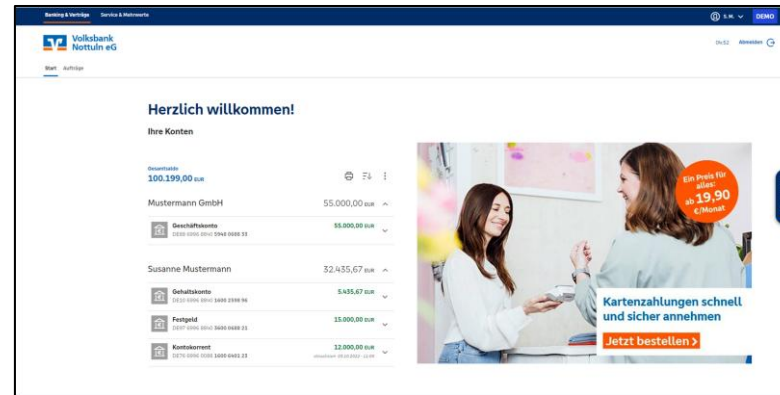 Banking & Verträge Service & Mehrwerte
S.M. DEMO
Volksbank
Nottuln eG
Abmelden
Start Aufträge
Herzlich willkommen!
Ihre Konten
Gesamtsaldo
100.199,00 EUR
Mustermann GmbH 55.000,00 EUR
Geschäftskonto 55.000,00 EUR
Susanne Mustermann 32.435,67 EUR
Gehaltskonto 5.435,67 EUR
Festgeld 15.000,00 EUR
Kontokorrent 12.000,00 EUR
Ein Preis für
alles:
ab 19,90
€/Monat
Kartenzahlungen schnell
und sicher annehmen
Jetzt bestellen >